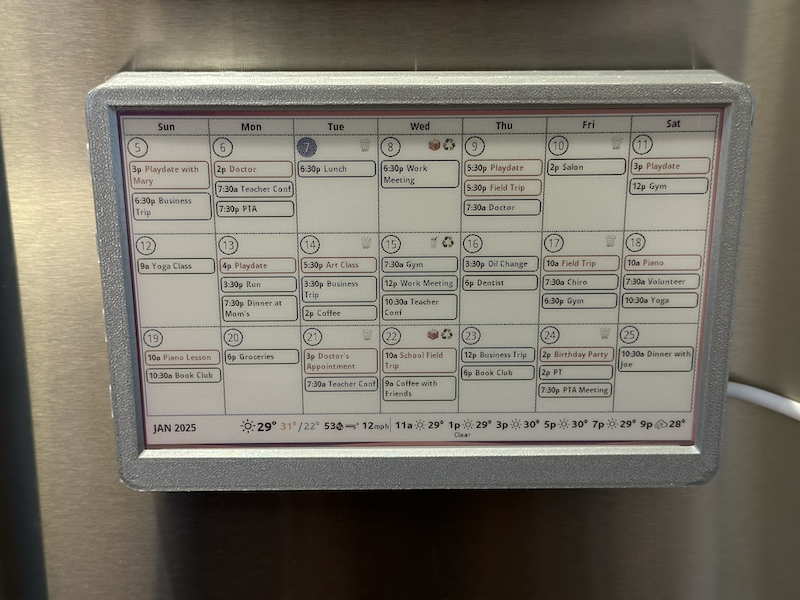 Sun Mon Tue Wed Thu Fri Sat
5 6 7 8 9 10 11
3p Playdate with
Mary
6:30p Business
Trip
2p Doctor
7:30a Teacher Conf
7:30p PTA
6:30p Lunch
6:30p Work
Meeting
5:30p Playdate
5:30p Field Trip
7:30a Doctor
2p Salon
3p Playdate
12p Gym
12 13 14 15 16 17 18
9a Yoga Class
4p Playdate
3:30p Run
7:30p Dinner at
Mom's
5:30p Art Class
3:30p Business
Trip
2p Coffee
7:30a Gym
12p Work Meeting
10:30a Teacher
Conf
3:30p Oil Change
6p Dentist
10a Field Trip
7:30a Chiro
6:30p Gym
10a Piano
7:30a Volunteer
10:30a Yoga
19 20 21 22 23 24 25
10a Piano Lesson
10:30a Book Club
6p Groceries
3p Doctor's
Appointment
7:30a Teacher Conf
10a School Field
Trip
9a Coffee with
Friends
12p Business Trip
6p Book Club
2p Birthday Party
2p PT
7:30p PTA Meeting
10:30a Dinner with
Joe
JAN 2025 29° 31°/22° 53 12mph 11a 29° 1p 29° 3p 30° 5p 30° 7p 29° 9p 28°
Clear